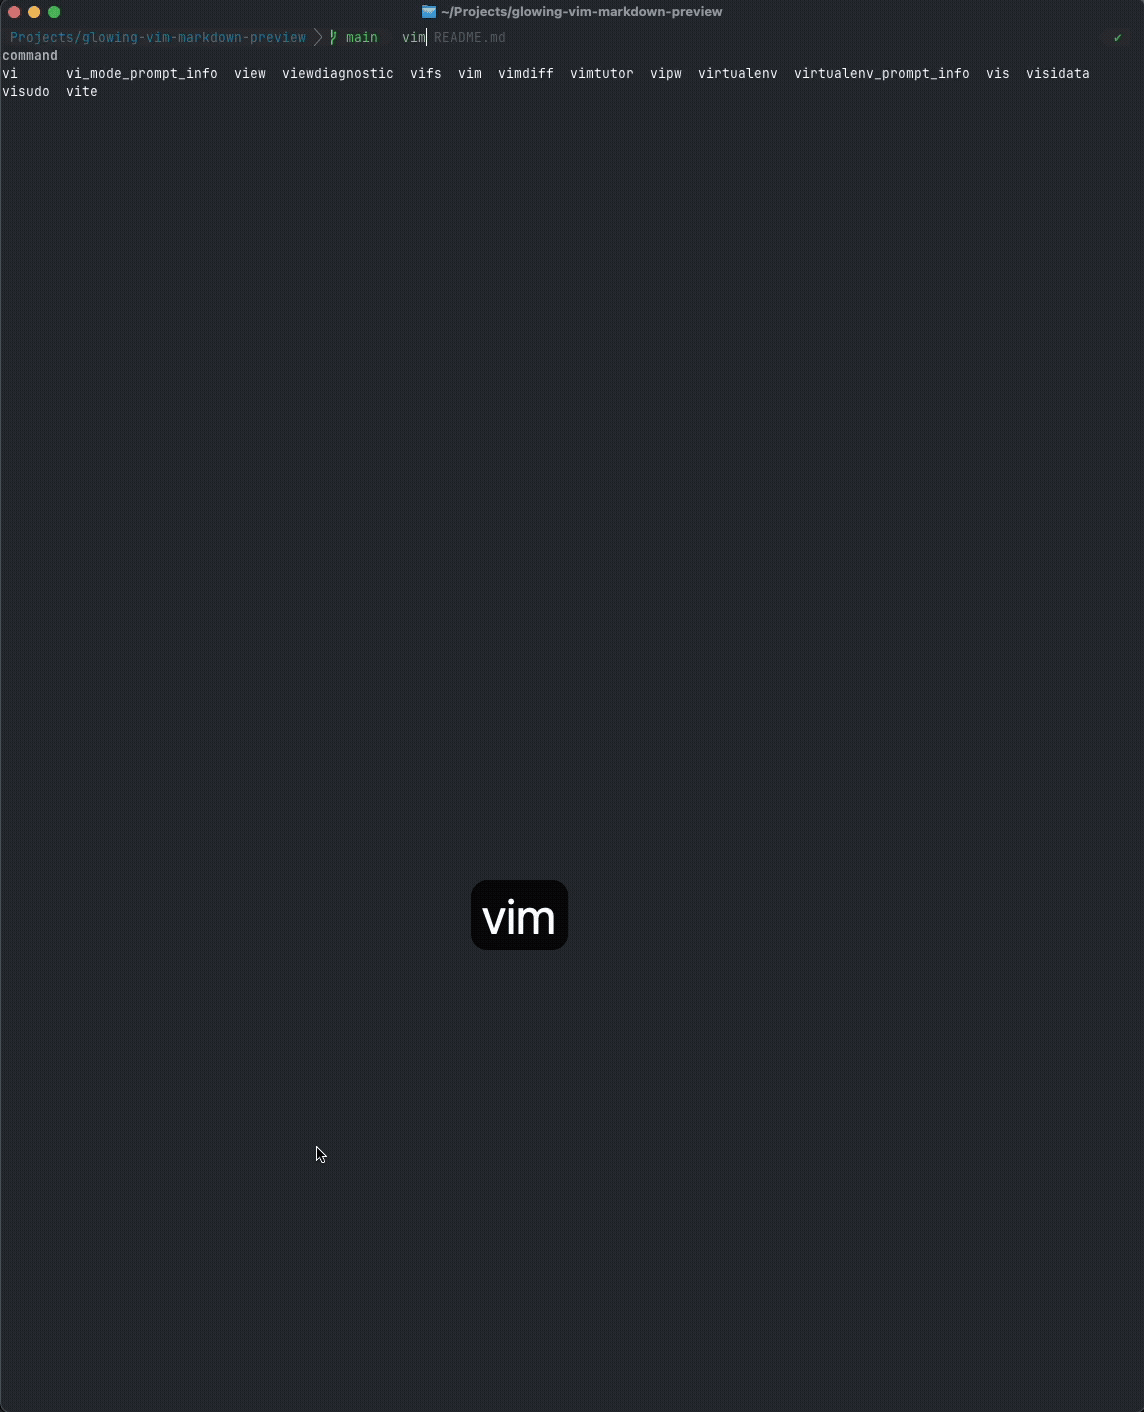 ~/Projects/glowing-vim-markdown-preview
Projects/glowing-vim-markdown-preview main vim README.md ✔
command
vi vi_mode_prompt_info view viewdiagnostic vifs vim vimdiff vimtutor vipw virtualenv virtualenv_prompt_info vis visidata
visudo vite
vim